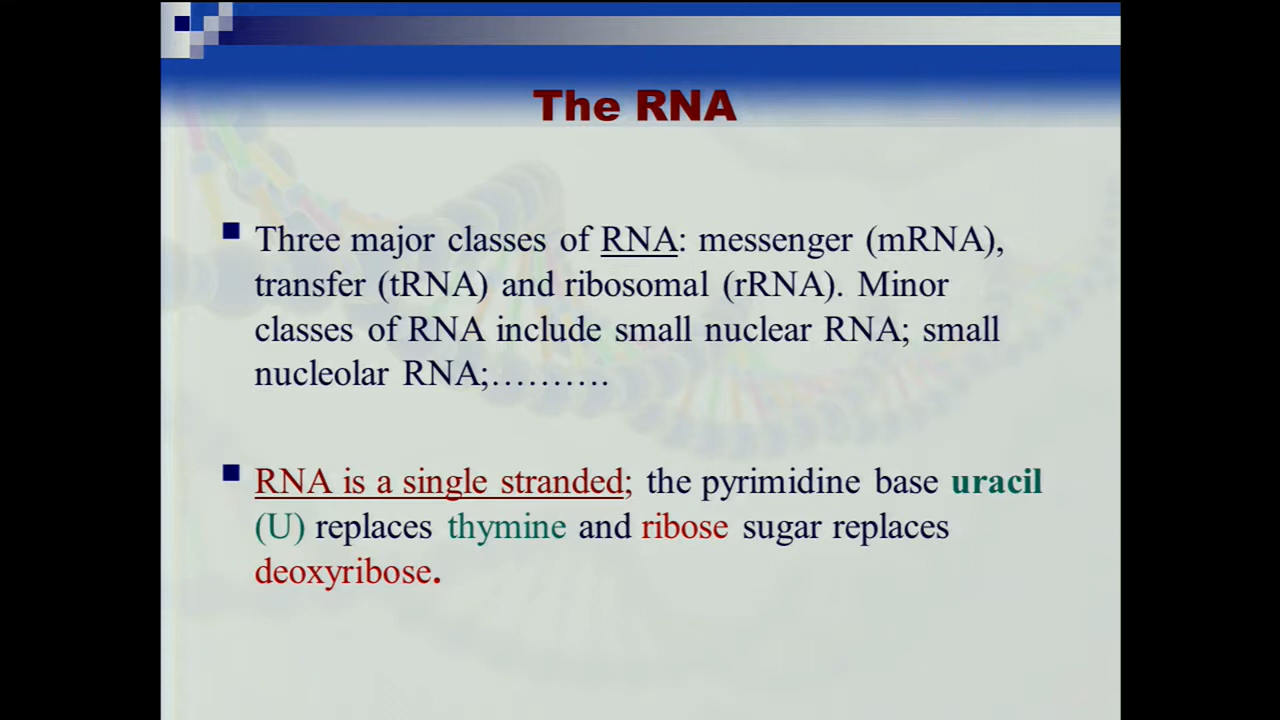 The RNA
Three major classes of RNA: messenger (mRNA),
transfer (tRNA) and ribosomal (rRNA). Minor
classes of RNA include small nuclear RNA; small
nucleolar RNA;……….
RNA is a single stranded; the pyrimidine base uracil
(U) replaces thymine and ribose sugar replaces
deoxyribose.